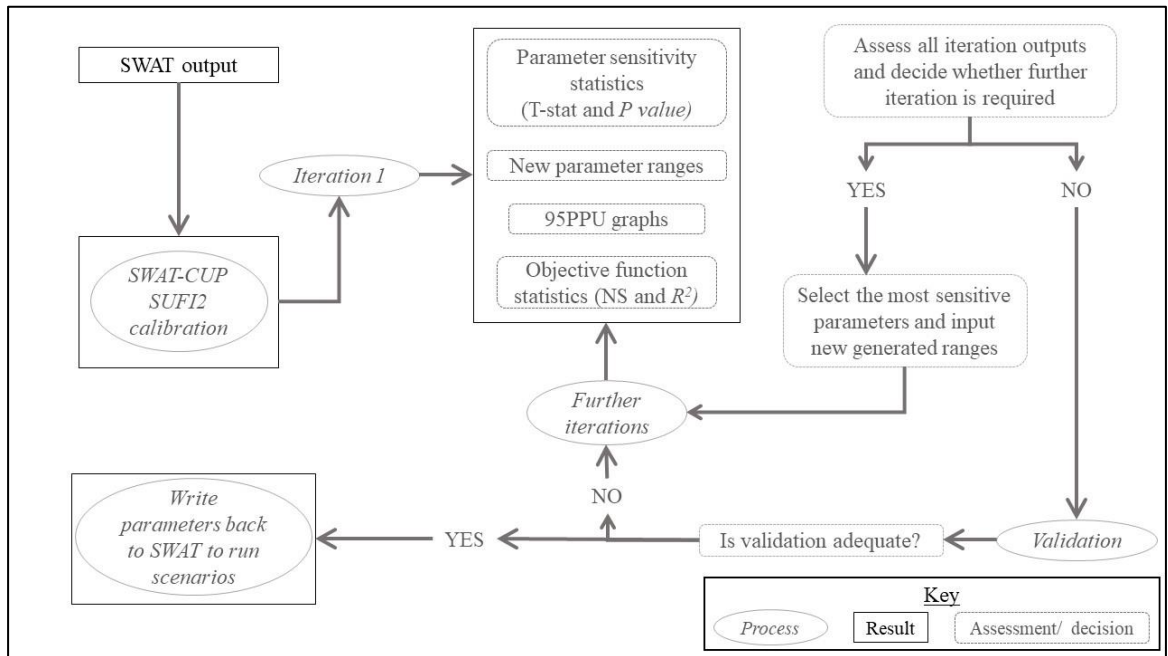 SWAT output
SWAT-CUP
SUFI2
calibration
Iteration 1
Parameter sensitivity
statistics
(T-stat and P value)
New parameter ranges
95PPU graphs
Objective function
statistics (NS and R²)
Assess all iteration outputs
and decide whether further
iteration is required
YES
NO
Select the most sensitive
parameters and input
new generated ranges
Further
iterations
NO
Write
parameters back
to SWAT to run
scenarios
YES
Is validation adequate?
Validation
Key
Process
Result
Assessment/ decision